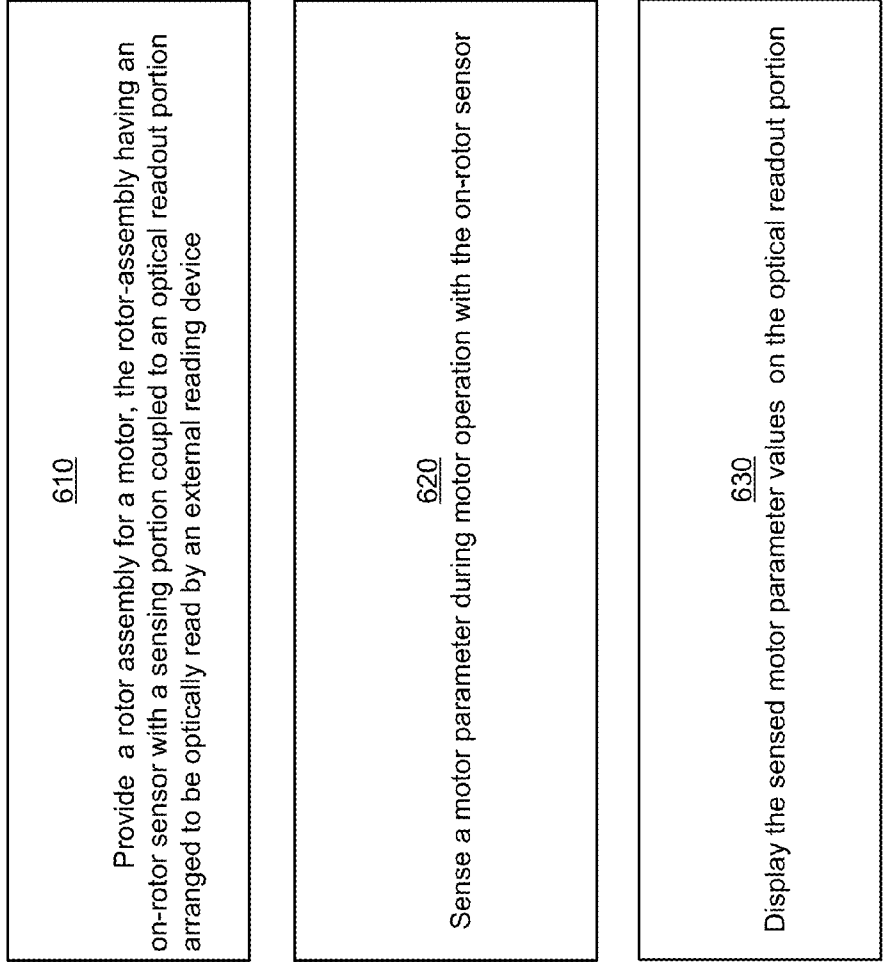 610
Provide a rotor assembly for a motor, the rotor-assembly having an
on-rotor sensor with a sensing portion coupled to an optical readout portion
arranged to be optically read by an external reading device
620
Sense a motor parameter during motor operation with the on-rotor sensor
630
Display the sensed motor parameter values on the optical readout portion